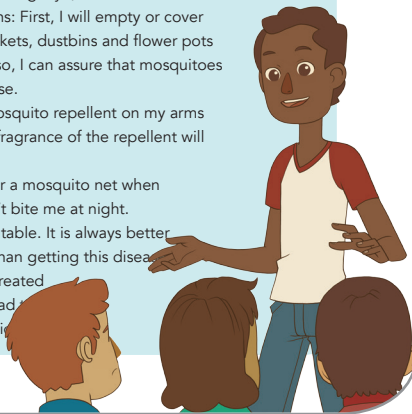 ns: First, I will empty or cover
kets, dustbins and flower pots
so, I can assure that mosquitoes
se.
osquito repellent on my arms
fragrance of the repellent will
r a mosquito net when
't bite me at night.
table. It is always better
han getting this disea
reated
ad